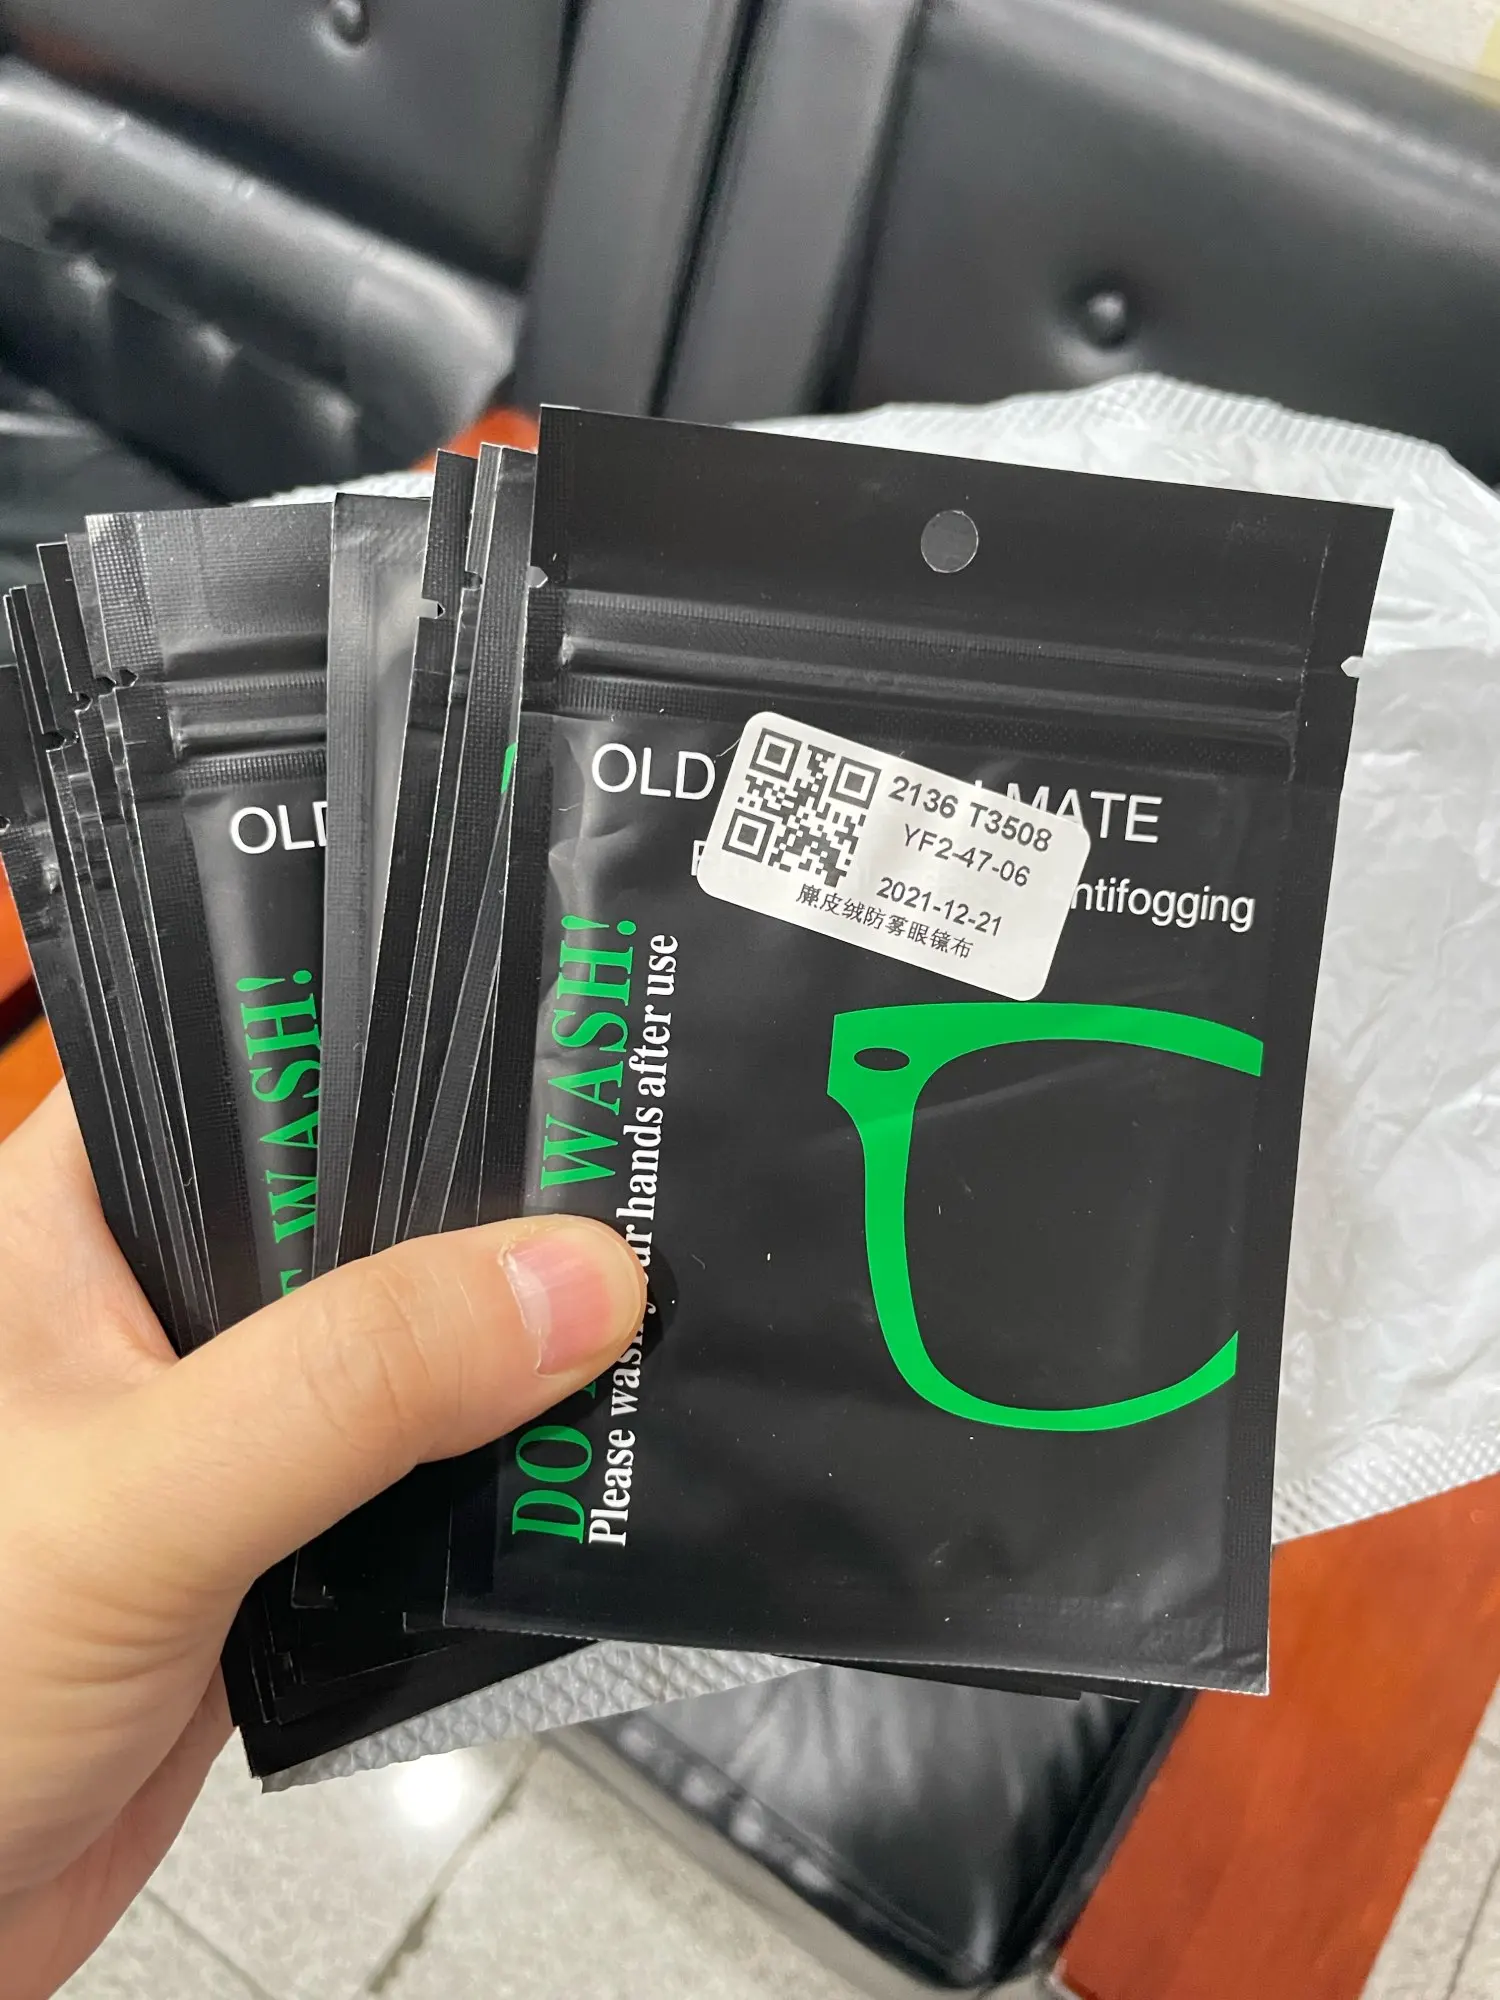 OLD MATE
2136 T3508
YF2-47-06
2021-12-21
麂皮绒防雾眼镜布
ntifogging
DO WASH!
Please wash your hands after use
OLD
WASH!